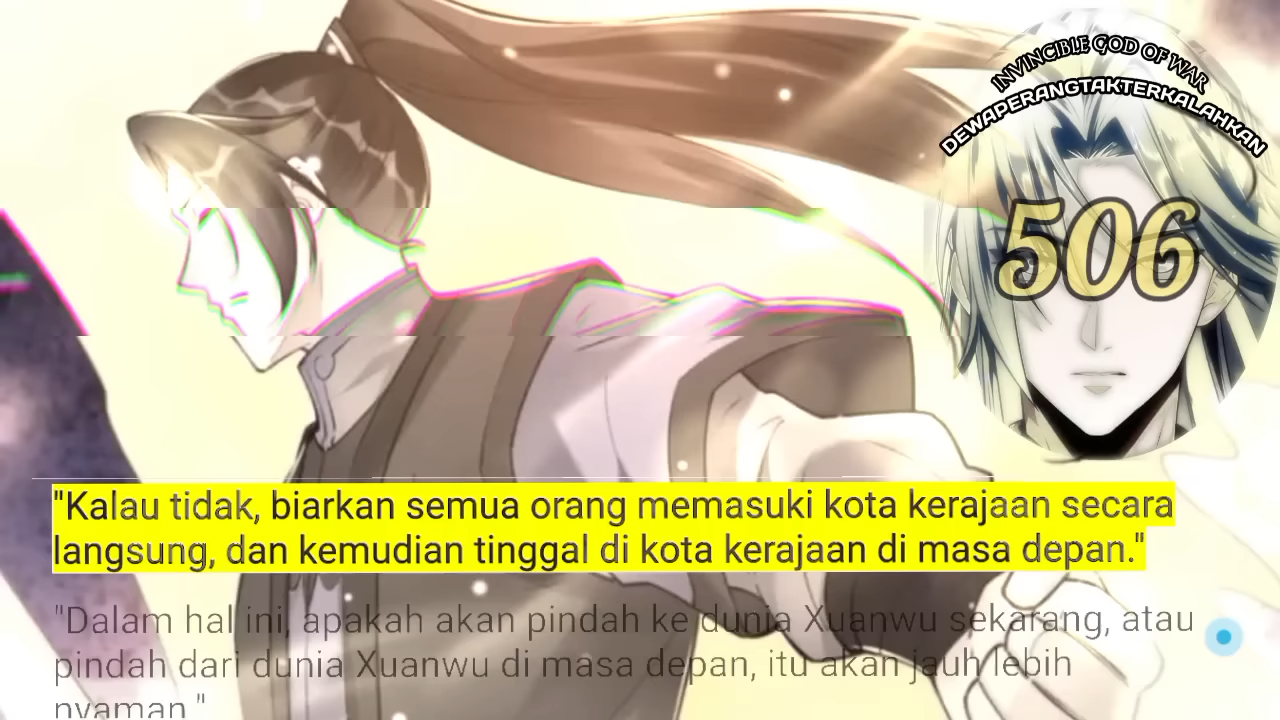 INVINCIBLE GOD OF WAR
DEWAPERANGTAKTERKALAHKAN
506
"Kalau tidak, biarkan semua orang memasuki kota kerajaan secara
langsung, dan kemudian tinggal di kota kerajaan di masa depan."
"Dalam hal ini, apakah akan pindah ke dunia Xuanwu sekarang, atau
pindah dari dunia Xuanwu di masa depan, itu akan jauh lebih
nyaman."